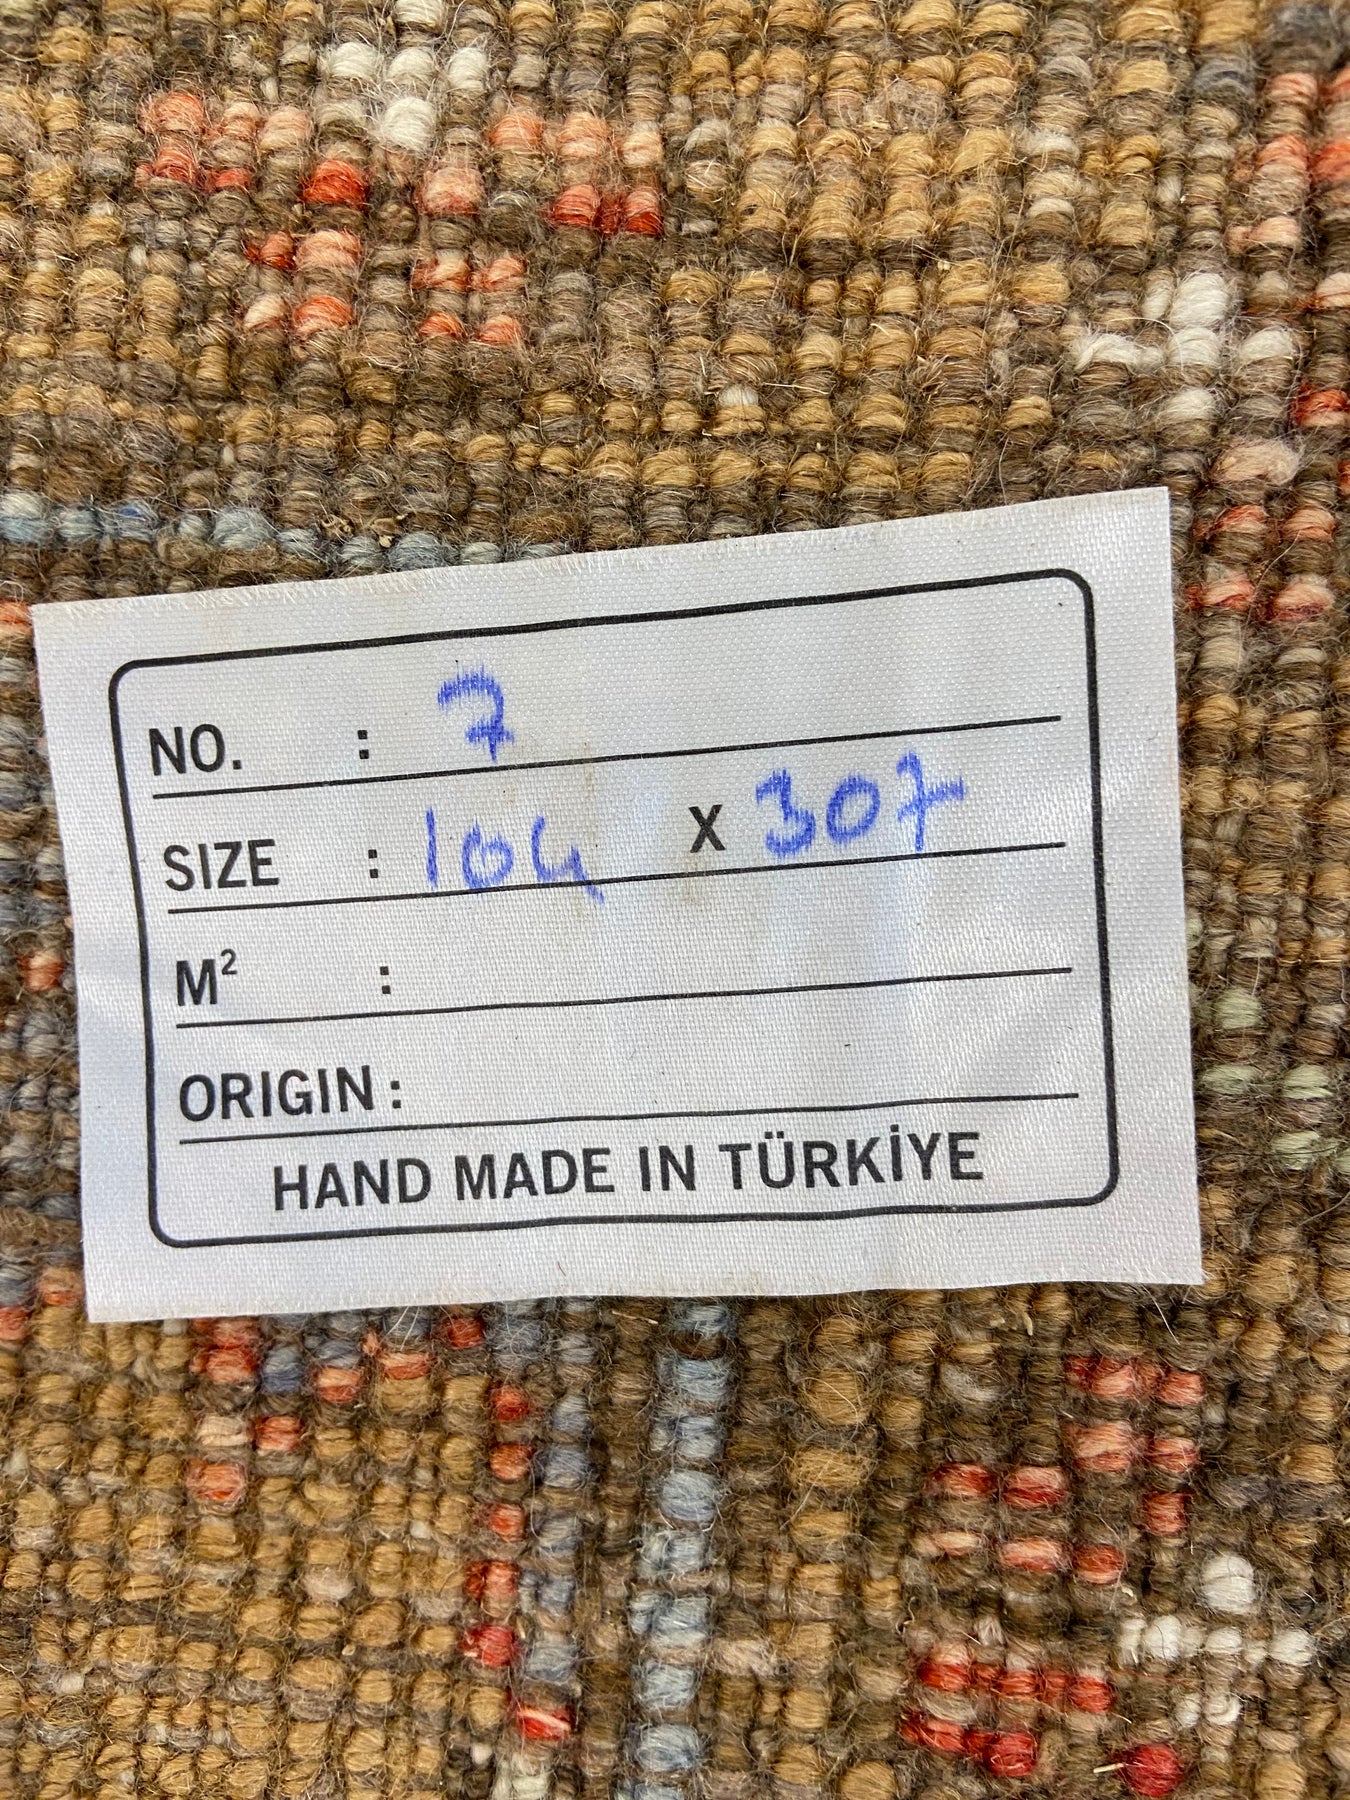 NO. : 7
SIZE : 104 X 307
M² :
ORIGIN :
HAND MADE IN TÜRKİYE